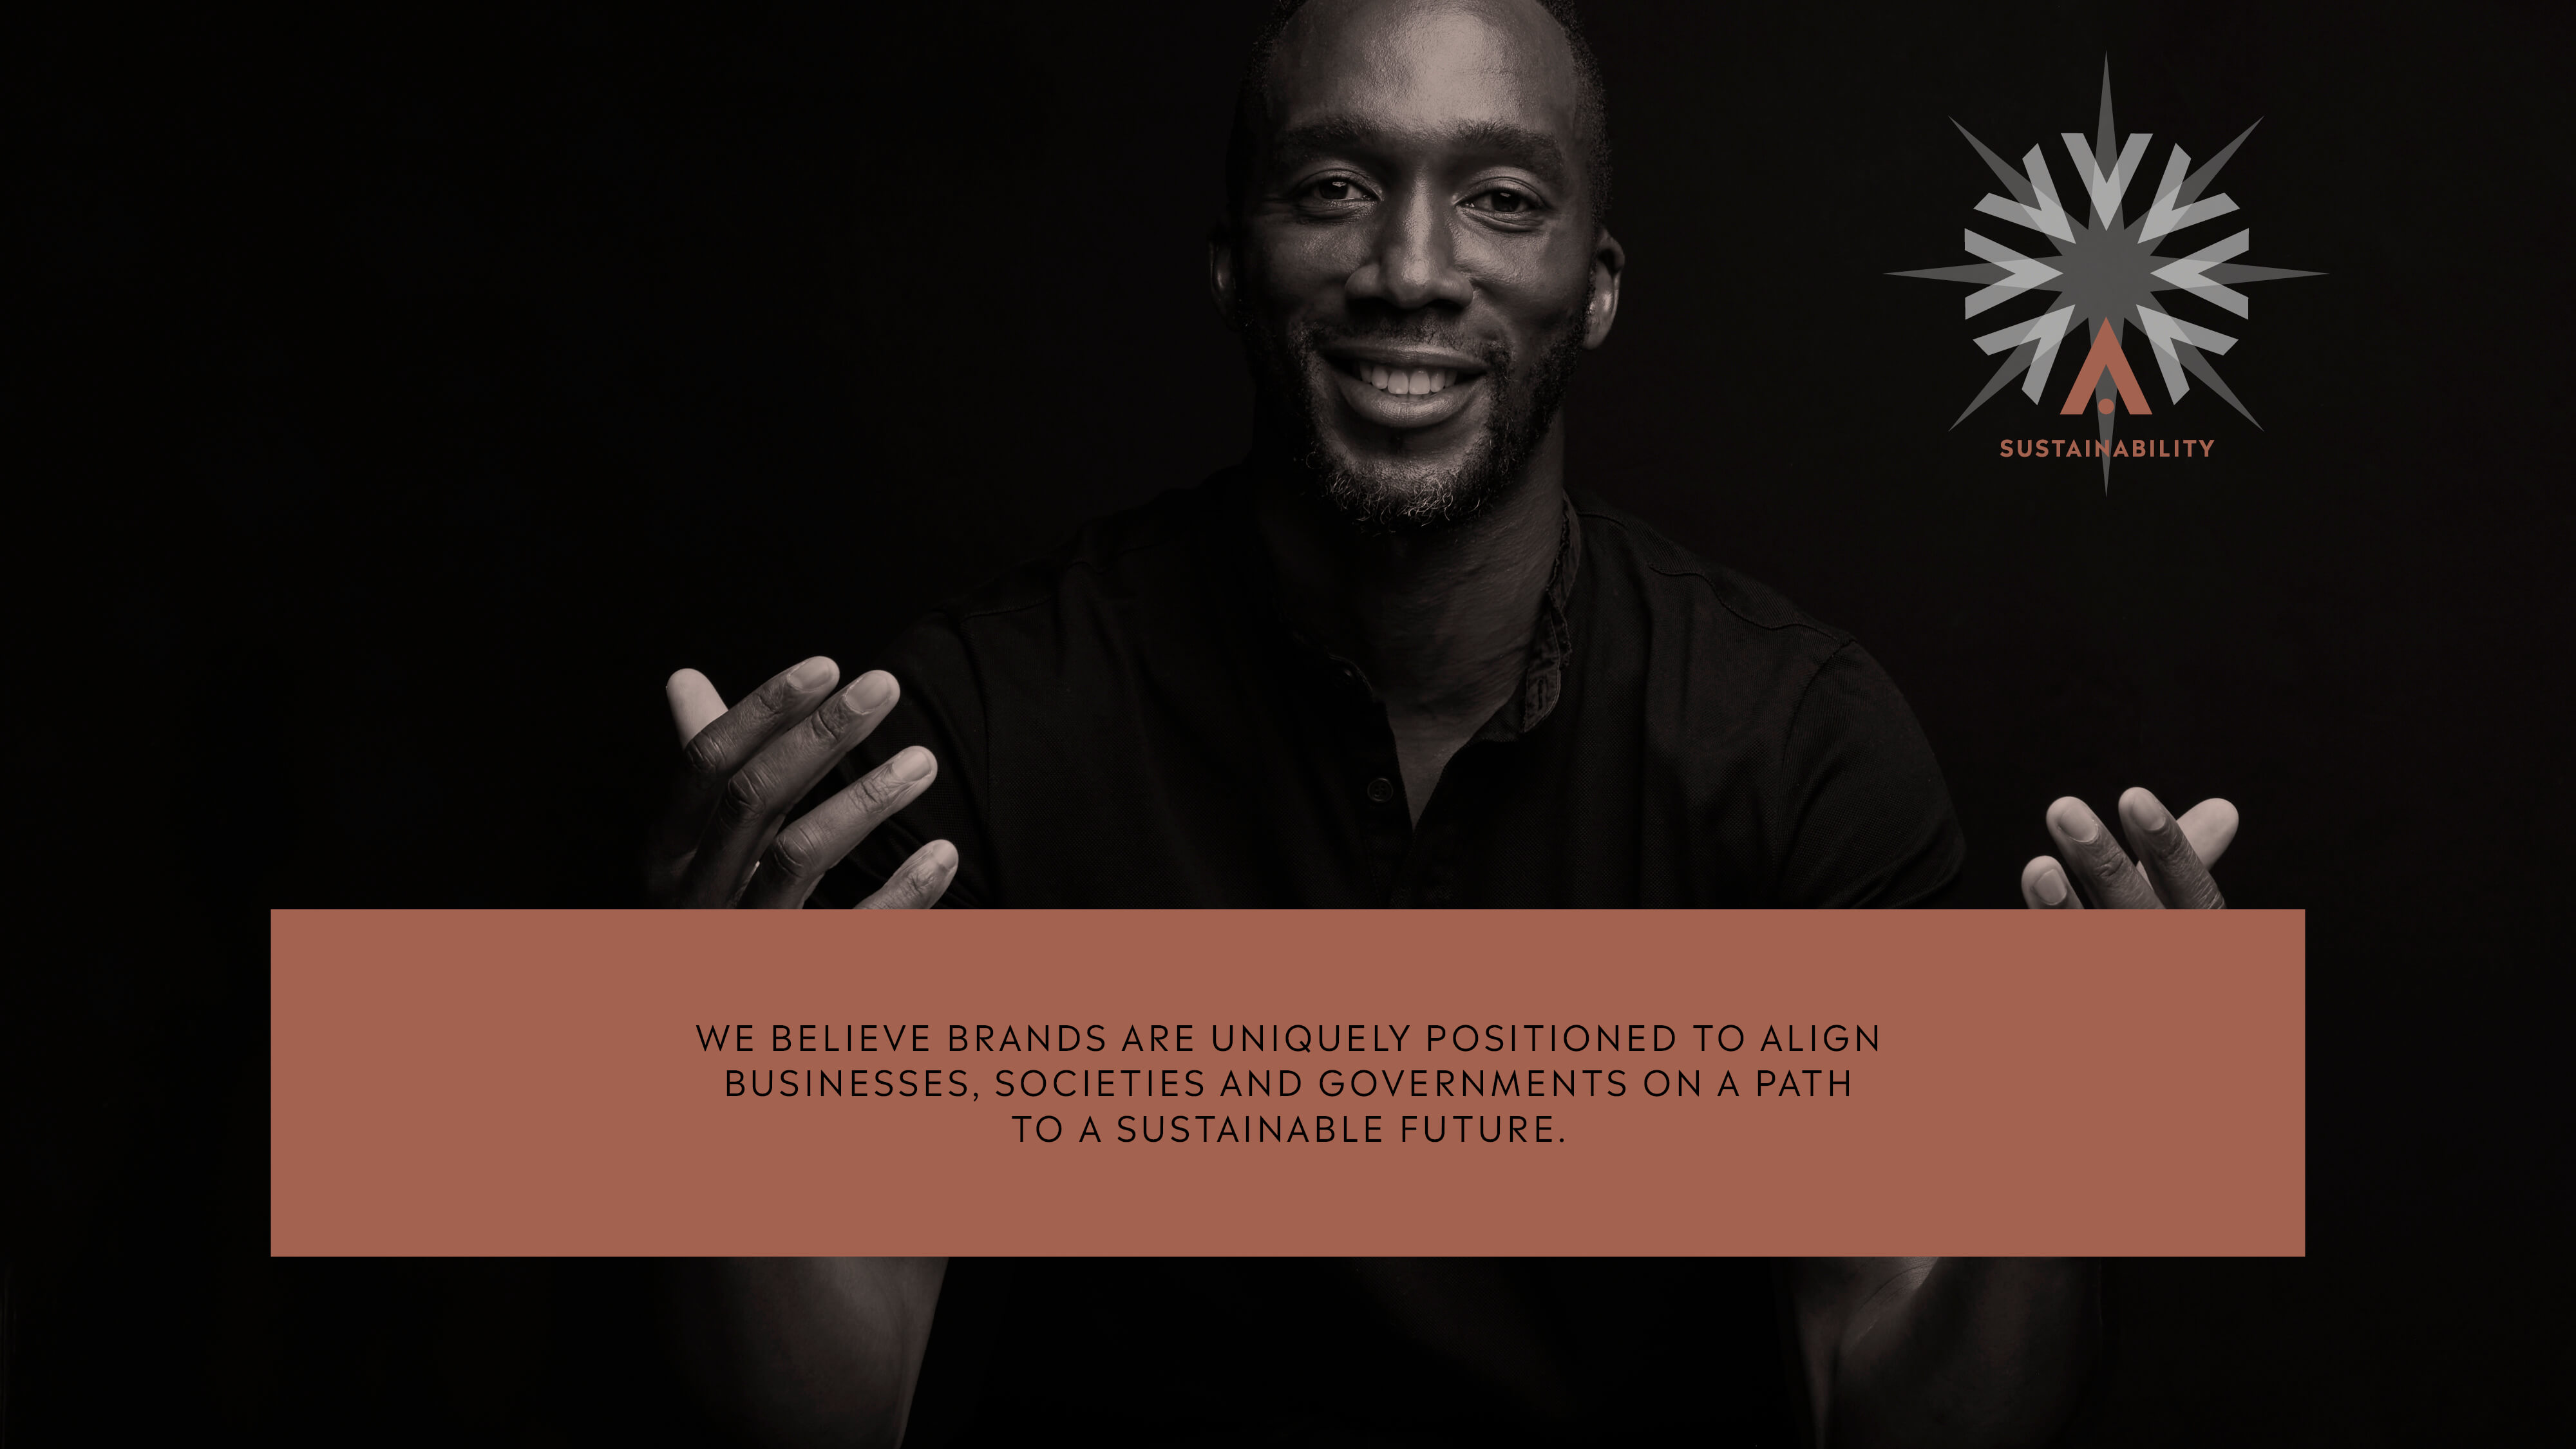 SUSTAINABILITY
WE BELIEVE BRANDS ARE UNIQUELY POSITIONED TO ALIGN
BUSINESSES, SOCIETIES AND GOVERNMENTS ON A PATH
TO A SUSTAINABLE FUTURE.